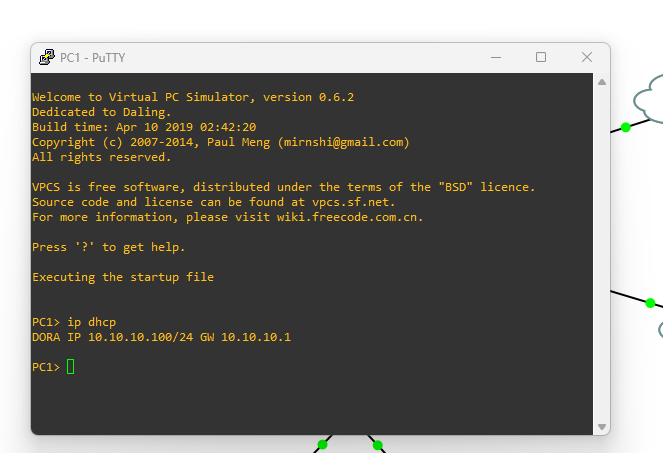 PC1 - PuTTY
Welcome to Virtual PC Simulator, version 0.6.2
Dedicated to Daling.
Build time: Apr 10 2019 02:42:20
Copyright (c) 2007-2014, Paul Meng (mirnshi@gmail.com)
All rights reserved.
VPCS is free software, distributed under the terms of the "BSD" licence.
Source code and license can be found at vpcs.sf.net.
For more information, please visit wiki.freecode.com.cn.
Press '?' to get help.
Executing the startup file
PC1> ip dhcp
DORA IP 10.10.10.100/24 GW 10.10.10.1
PC1>